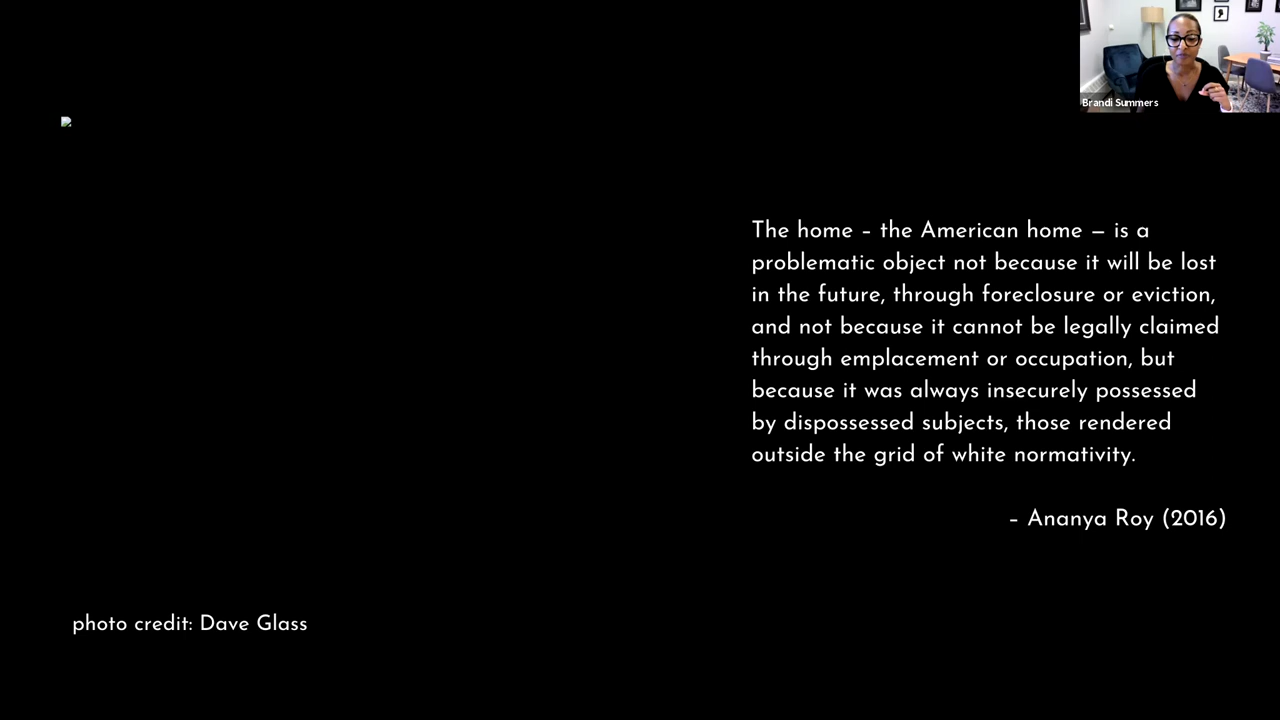 Brandi Summers
The home – the American home — is a
problematic object not because it will be lost
in the future, through foreclosure or eviction,
and not because it cannot be legally claimed
through emplacement or occupation, but
because it was always insecurely possessed
by dispossessed subjects, those rendered
outside the grid of white normativity.
– Ananya Roy (2016)
photo credit: Dave Glass